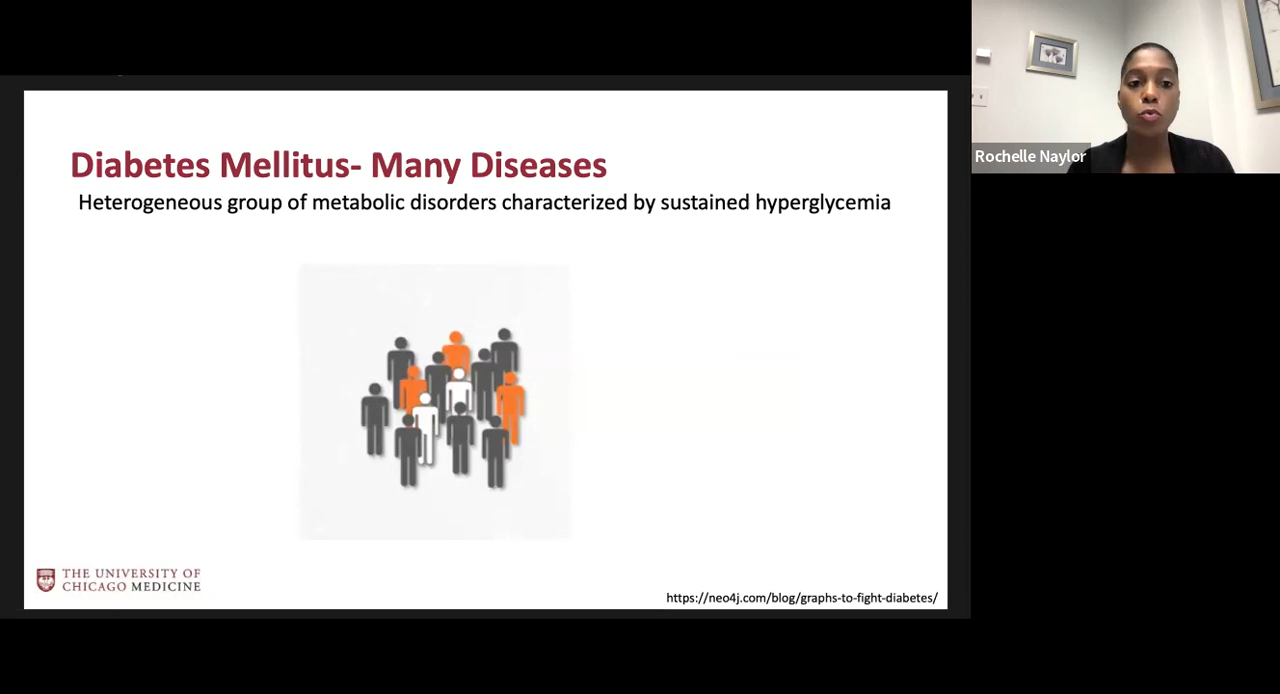 Diabetes Mellitus- Many Diseases
Heterogeneous group of metabolic disorders characterized by sustained hyperglycemia
THE UNIVERSITY OF
CHICAGO MEDICINE
https://neo4j.com/blog/graphs-to-fight-diabetes/
Rochelle Naylor